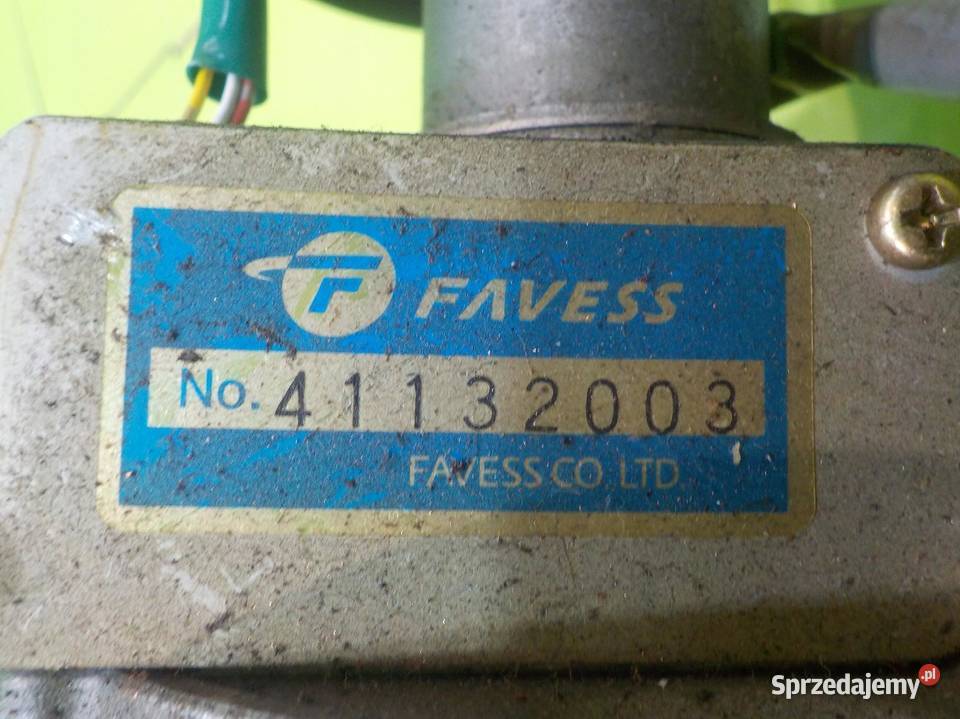 FAVESS
No. 41132003
FAVESS CO. LTD.
Sprzedajemy.pl